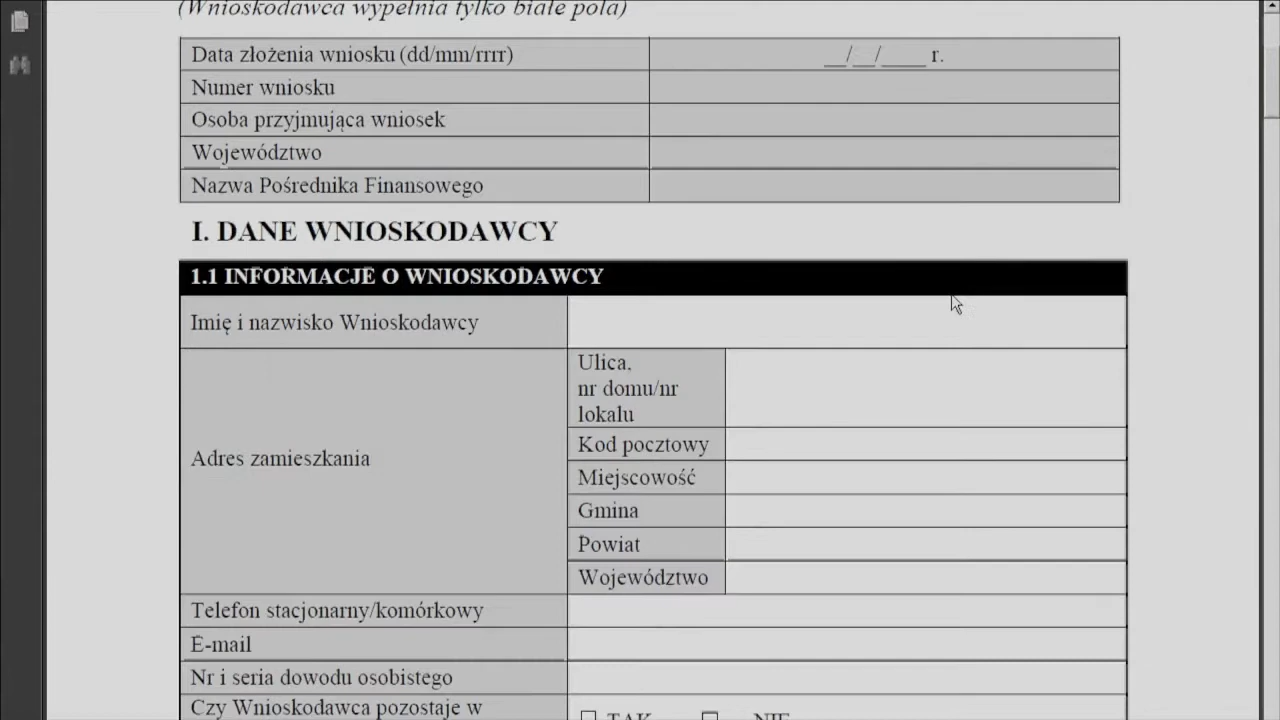 (Wnioskodawca wypełnia tylko białe pola)
Data złożenia wniosku (dd/mm/rrrr) __/__/____ r.
Numer wniosku
Osoba przyjmująca wniosek
Województwo
Nazwa Pośrednika Finansowego
I. DANE WNIOSKODAWCY
1.1 INFORMACJE O WNIOSKODAWCY
Imię i nazwisko Wnioskodawcy
Adres zamieszkania
Ulica,
nr domu/nr
lokalu
Kod pocztowy
Miejscowość
Gmina
Powiat
Województwo
Telefon stacjonarny/komórkowy
E-mail
Nr i seria dowodu osobistego
Czy Wnioskodawca pozostaje w
TAK NIE